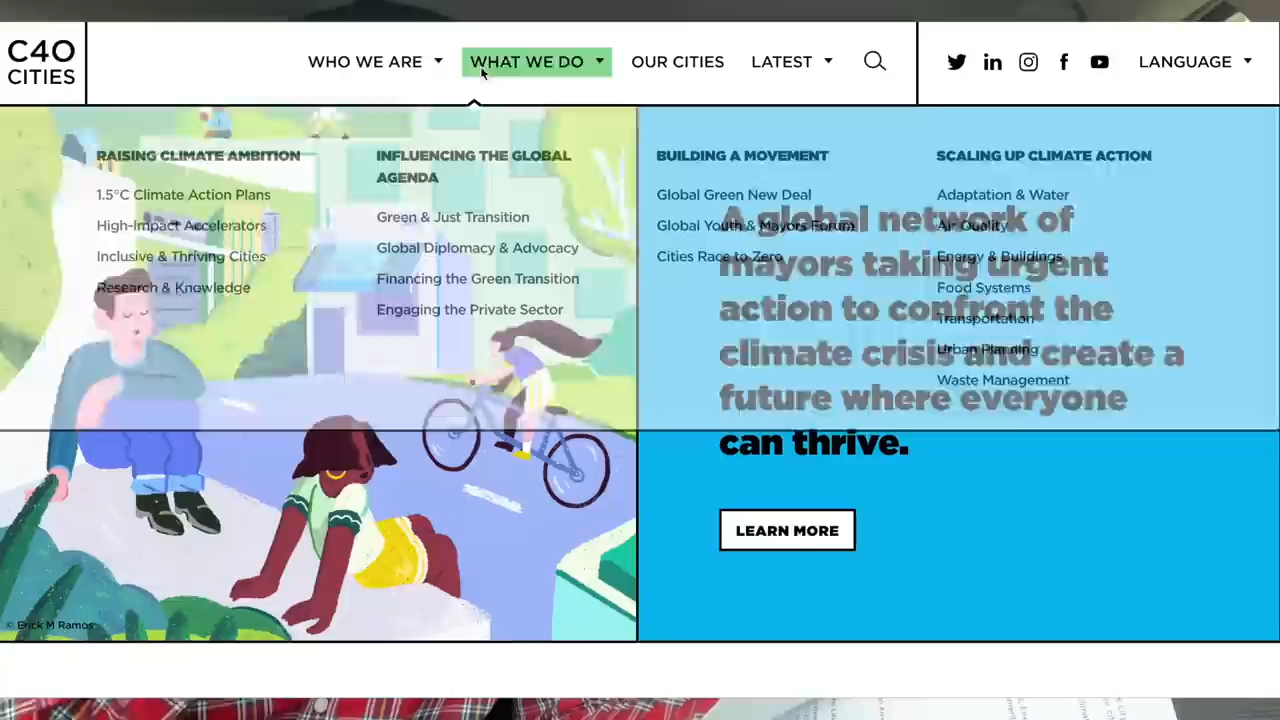 C40
CITIES
WHO WE ARE
WHAT WE DO
OUR CITIES
LATEST
LANGUAGE
RAISING CLIMATE AMBITION
1.5°C Climate Action Plans
High-Impact Accelerators
Inclusive & Thriving Cities
Research & Knowledge
INFLUENCING THE GLOBAL
AGENDA
Green & Just Transition
Global Diplomacy & Advocacy
Financing the Green Transition
Engaging the Private Sector
BUILDING A MOVEMENT
Global Green New Deal
Global Youth & Mayors Forum
Cities Race to Zero
SCALING UP CLIMATE ACTION
Adaptation & Water
Air Quality
Energy & Buildings
Food Systems
Transportation
Urban Planning
Waste Management
A global network of
mayors taking urgent
action to confront the
climate crisis and create a
future where everyone
can thrive.
LEARN MORE
© Erick M Ramos